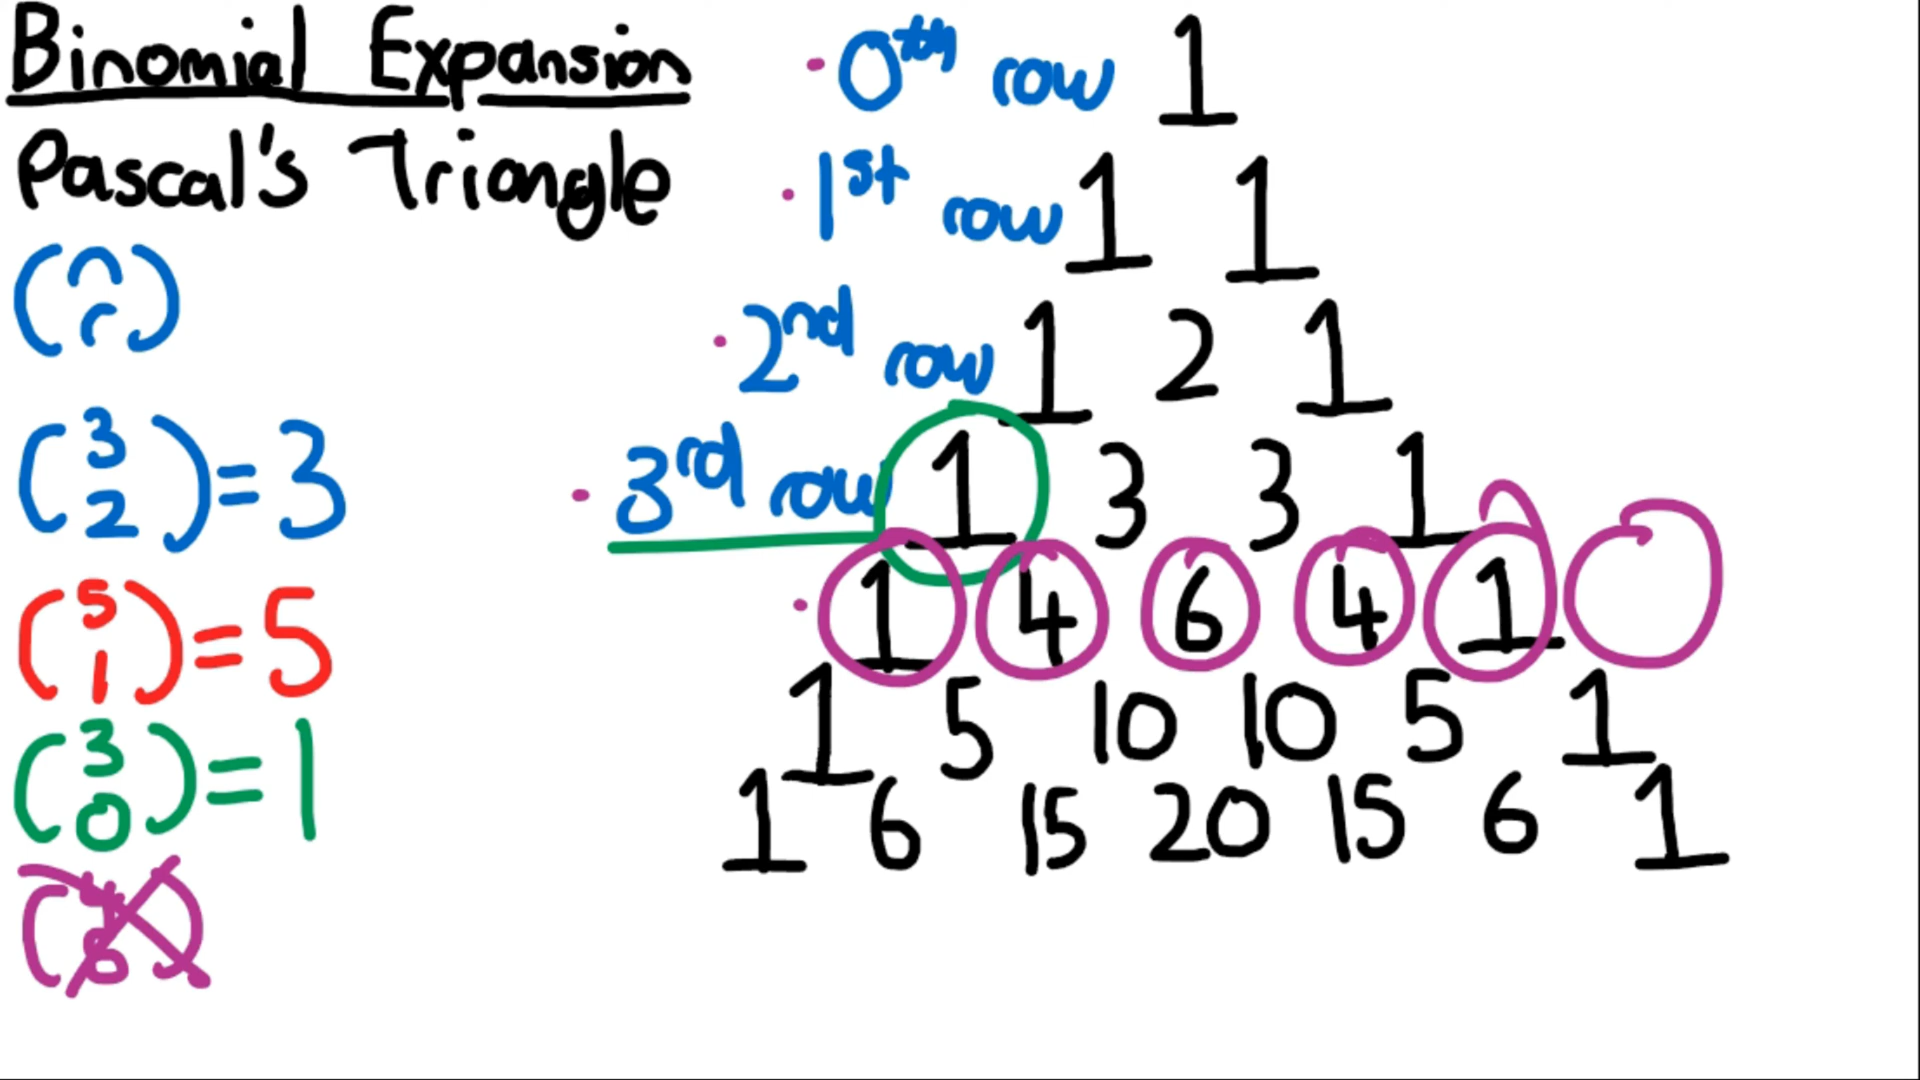 Binomial Expansion
Pascal's Triangle
(n r)
(3 2) = 3
(5 1) = 5
(3 0) = 1
· 0th row 1
· 1st row 1 1
· 2nd row 1 2 1
· 3rd row 1 3 3 1
· 1 4 6 4 1
1 5 10 10 5 1
1 6 15 20 15 6 1